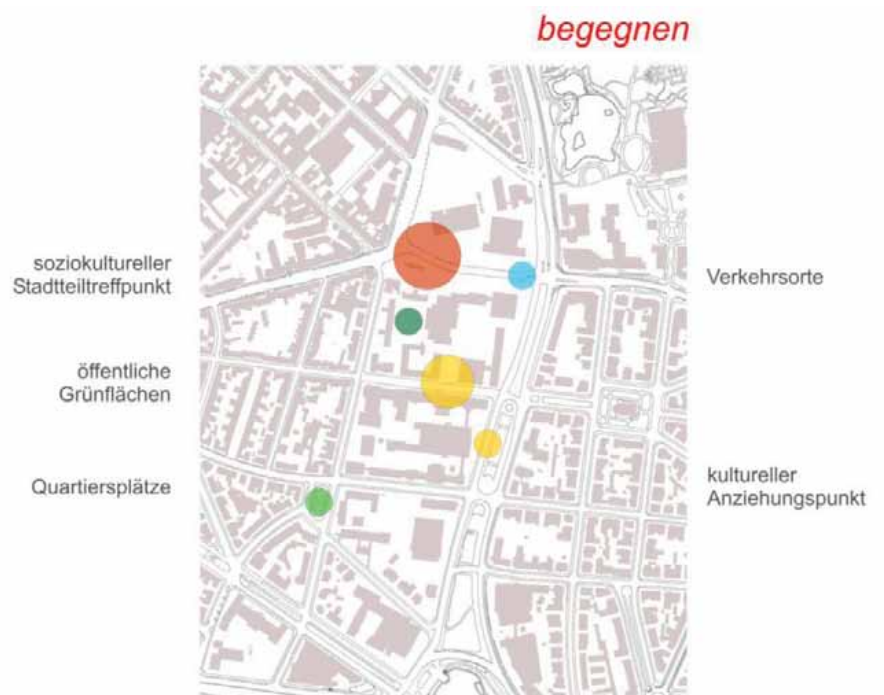 begegnen
soziokultureller
Stadtteiltreffpunkt
Verkehrsorte
öffentliche
Grünflächen
Quartiersplätze
kultureller
Anziehungspunkt